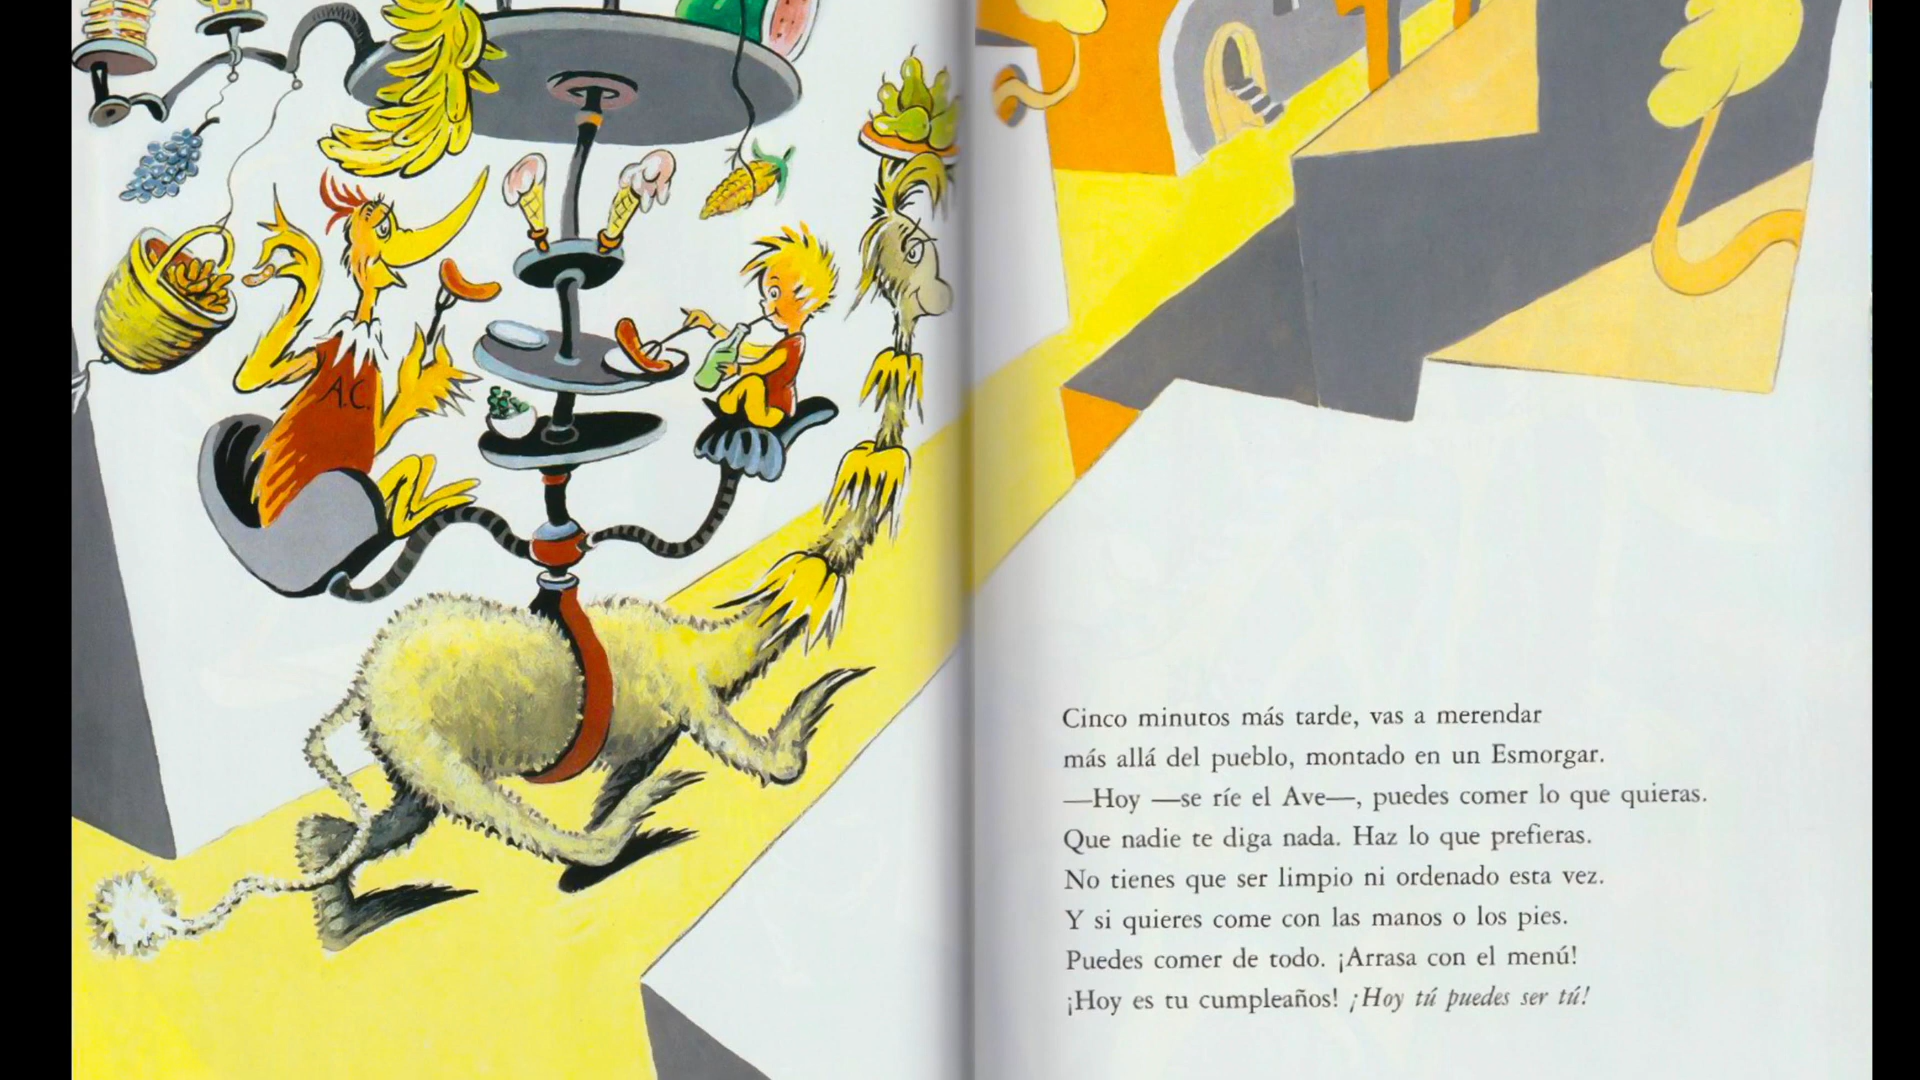 A.C.
Cinco minutos más tarde, vas a merendar
más allá del pueblo, montado en un Esmorgar.
—Hoy —se ríe el Ave—, puedes comer lo que quieras.
Que nadie te diga nada. Haz lo que prefieras.
No tienes que ser limpio ni ordenado esta vez.
Y si quieres come con las manos o los pies.
Puedes comer de todo. ¡Arrasa con el menú!
¡Hoy es tu cumpleaños! ¡Hoy tú puedes ser tú!